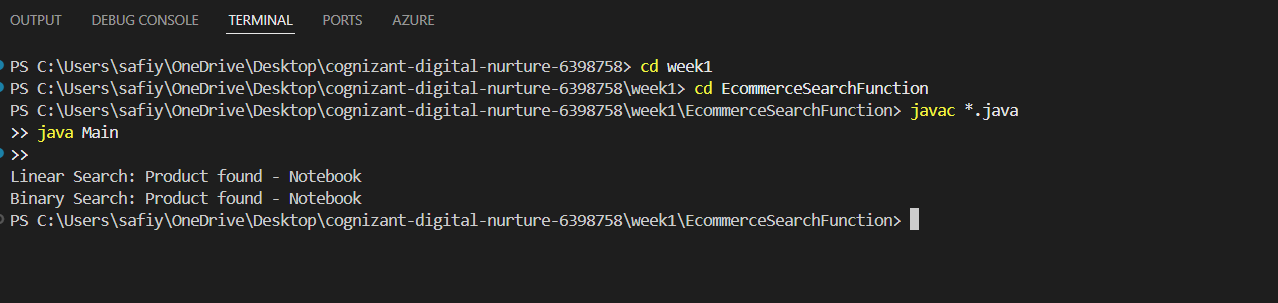 OUTPUT DEBUG CONSOLE TERMINAL PORTS AZURE
PS C:\Users\safiy\OneDrive\Desktop\cognizant-digital-nurture-6398758> cd week1
PS C:\Users\safiy\OneDrive\Desktop\cognizant-digital-nurture-6398758\week1> cd EcommerceSearchFunction
PS C:\Users\safiy\OneDrive\Desktop\cognizant-digital-nurture-6398758\week1\EcommerceSearchFunction> javac *.java
>> java Main
>>
Linear Search: Product found - Notebook
Binary Search: Product found - Notebook
PS C:\Users\safiy\OneDrive\Desktop\cognizant-digital-nurture-6398758\week1\EcommerceSearchFunction>